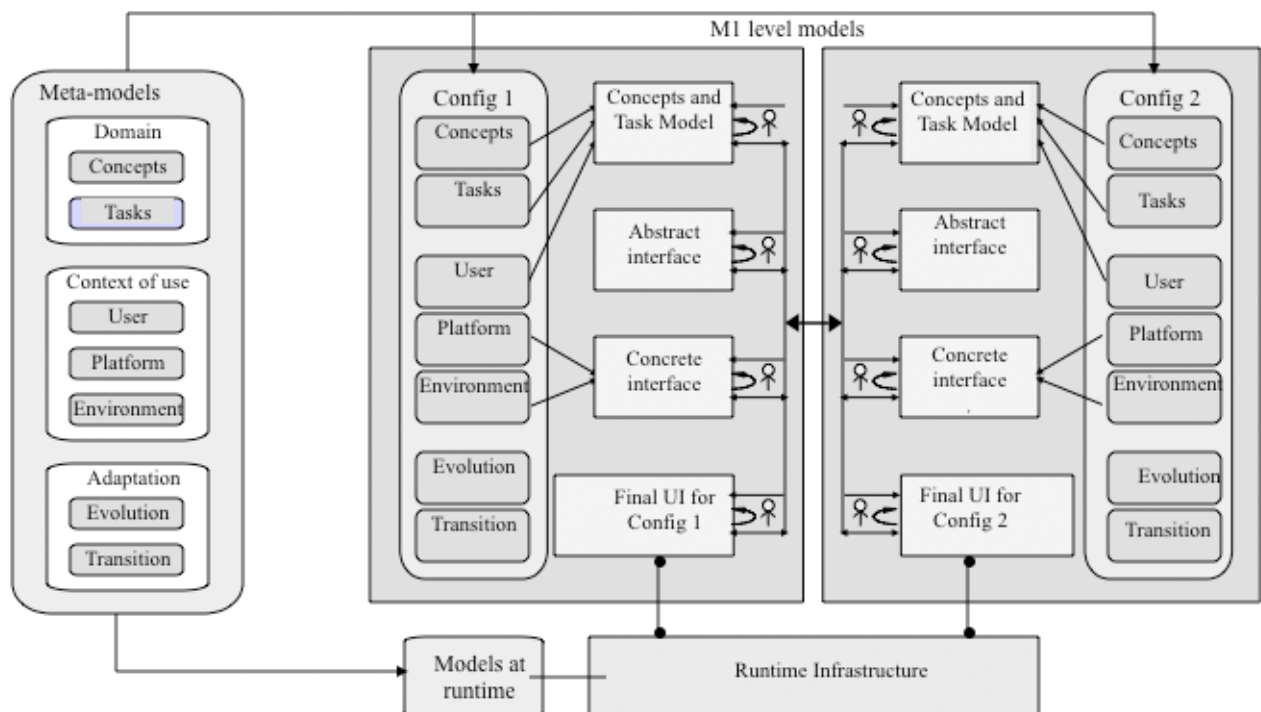 M1 level models
Meta-models
Domain
Concepts
Tasks
Context of use
User
Platform
Environment
Adaptation
Evolution
Transition
Config 1
Concepts
Tasks
User
Platform
Environment
Evolution
Transition
Concepts and
Task Model
Abstract
interface
Concrete
interface
Final UI for
Config 1
Concepts and
Task Model
Abstract
interface
Concrete
interface
Final UI for
Config 2
Config 2
Concepts
Tasks
User
Platform
Environment
Evolution
Transition
Models at
runtime
Runtime Infrastructure